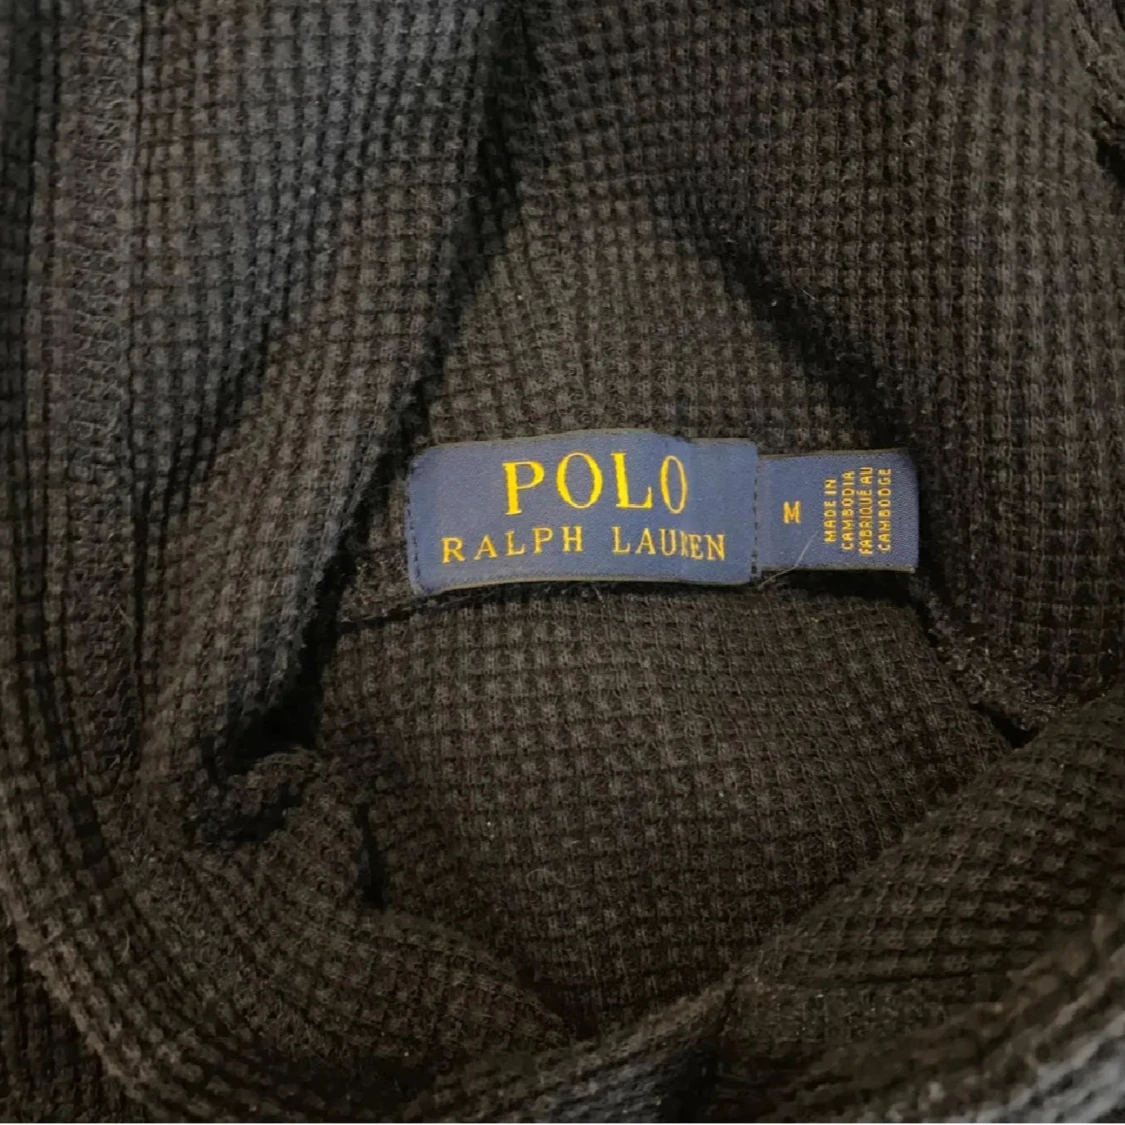 POLO
RALPH LAUREN
M
MADE IN
CAMBODIA
FABRIQUÉ AU
CAMBODGE